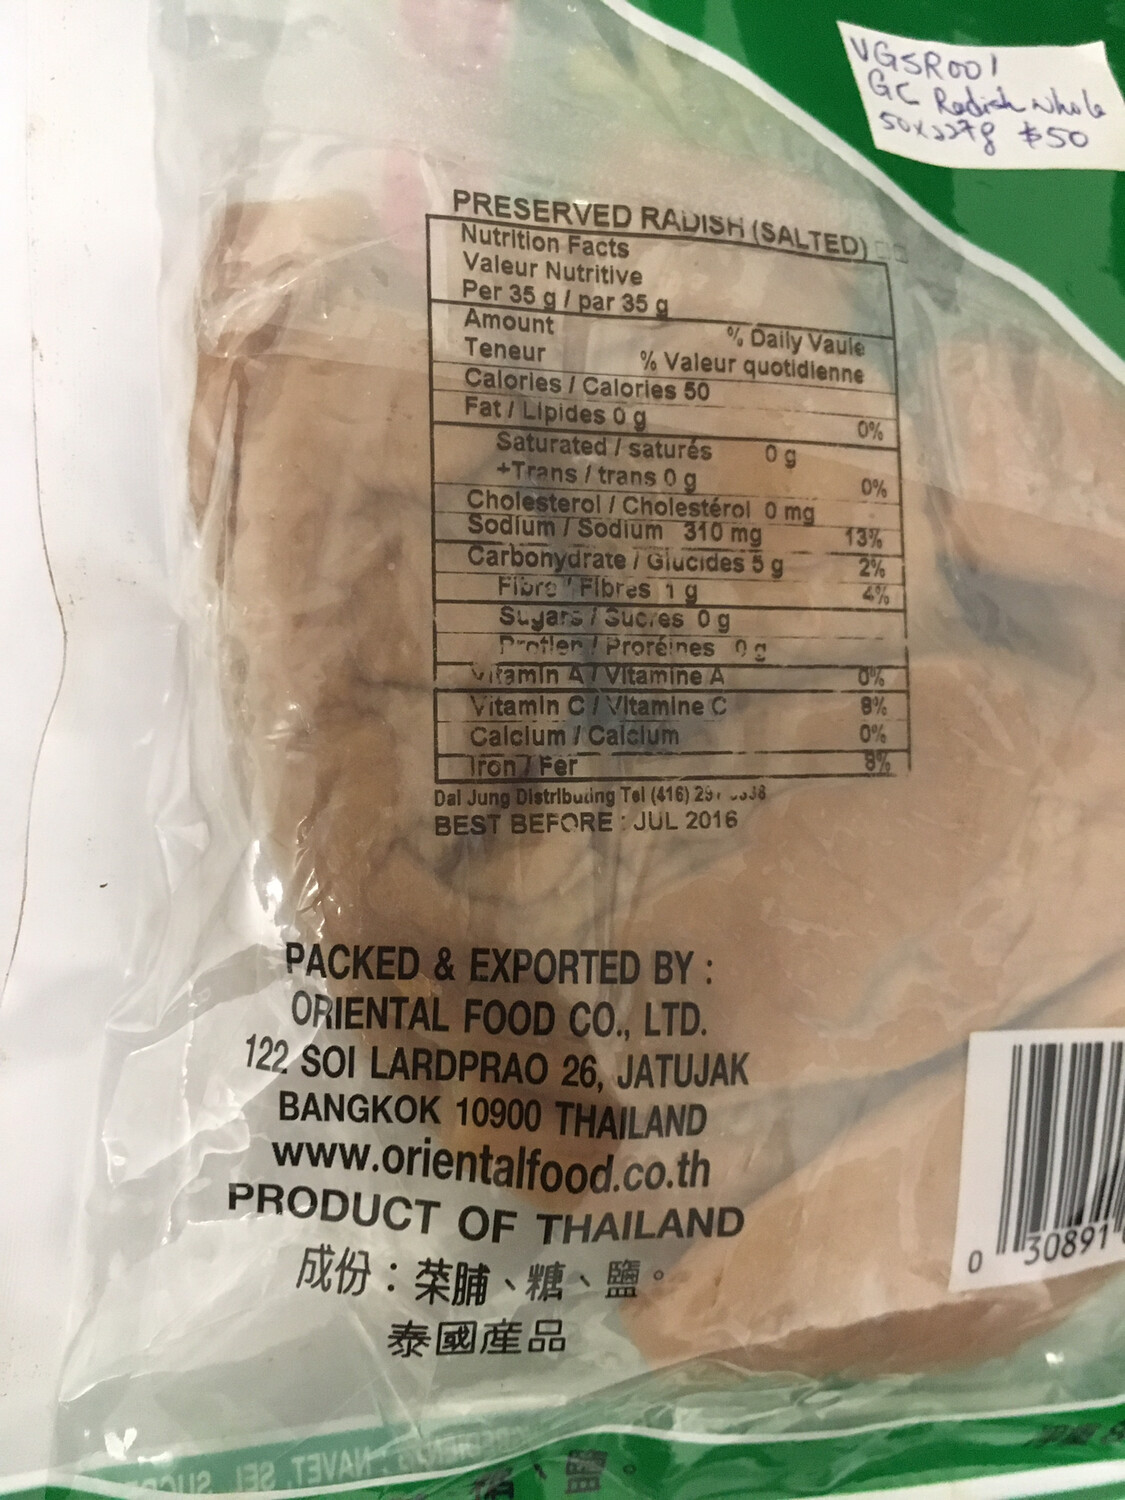 VGSR001
GC Radish whole
50x227g $50
PRESERVED RADISH (SALTED)
Nutrition Facts
Valeur Nutritive
Per 35 g / par 35 g
Amount % Daily Vaule
Teneur % Valeur quotidienne
Calories / Calories 50
Fat / Lipides 0 g 0%
Saturated / saturés 0 g
+Trans / trans 0 g 0%
Cholesterol / Cholestérol 0 mg
Sodium / Sodium 310 mg 13%
Carbohydrate / Glucides 5 g 2%
Fibre / Fibres 1 g 4%
Sugars / Sucres 0 g
Protien / Proréines 0 g
Vitamin A / Vitamine A 0%
Vitamin C / Vitamine C 8%
Calcium / Calcium 0%
Iron / Fer 8%
Dai Jung Distributing Tel (416)
BEST BEFORE : JUL 2016
PACKED & EXPORTED BY :
ORIENTAL FOOD CO., LTD.
122 SOI LARDPRAO 26, JATUJAK
BANGKOK 10900 THAILAND
www.orientalfood.co.th
PRODUCT OF THAILAND
成份：菜脯、糖、鹽。
泰國産品
0 30891
NAVET, SEL, SUC
糖、鹽。